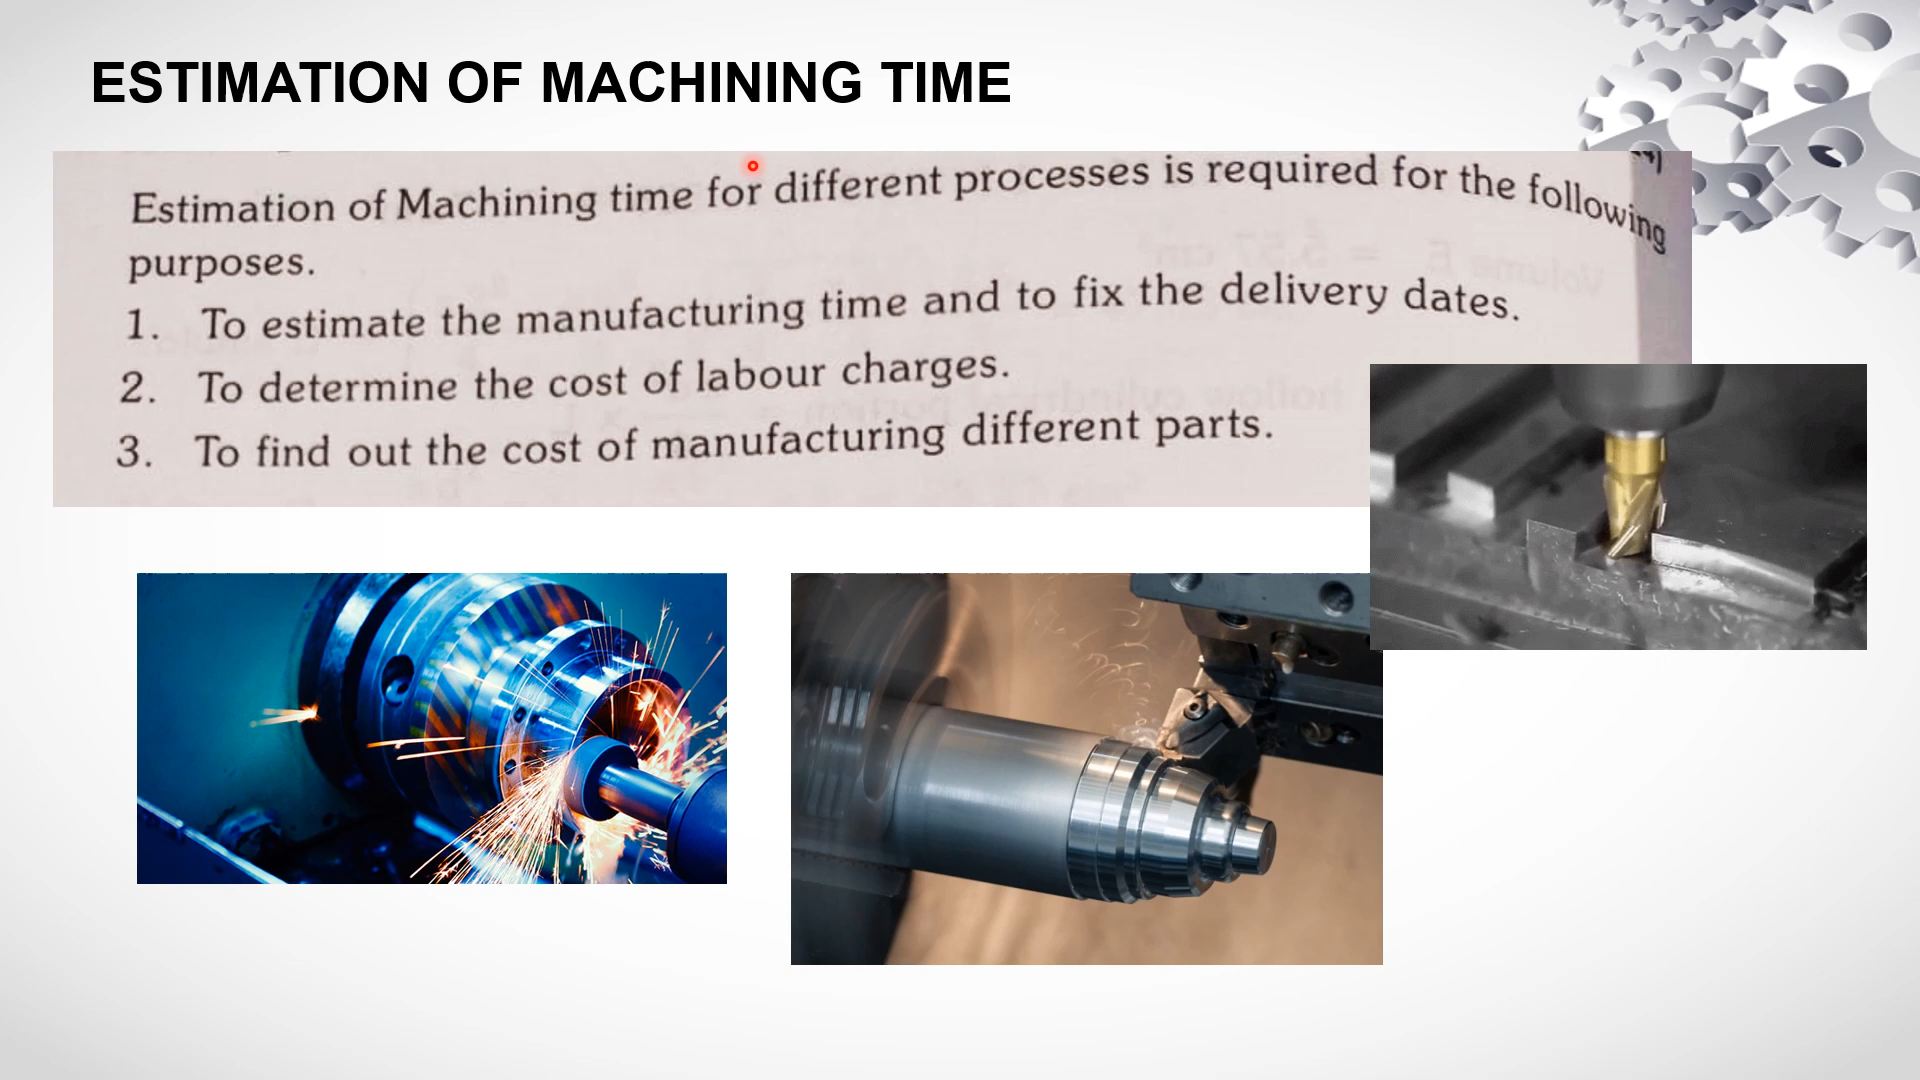 ESTIMATION OF MACHINING TIME
Estimation of Machining time for different processes is required for the following
purposes.
1. To estimate the manufacturing time and to fix the delivery dates.
2. To determine the cost of labour charges.
3. To find out the cost of manufacturing different parts.